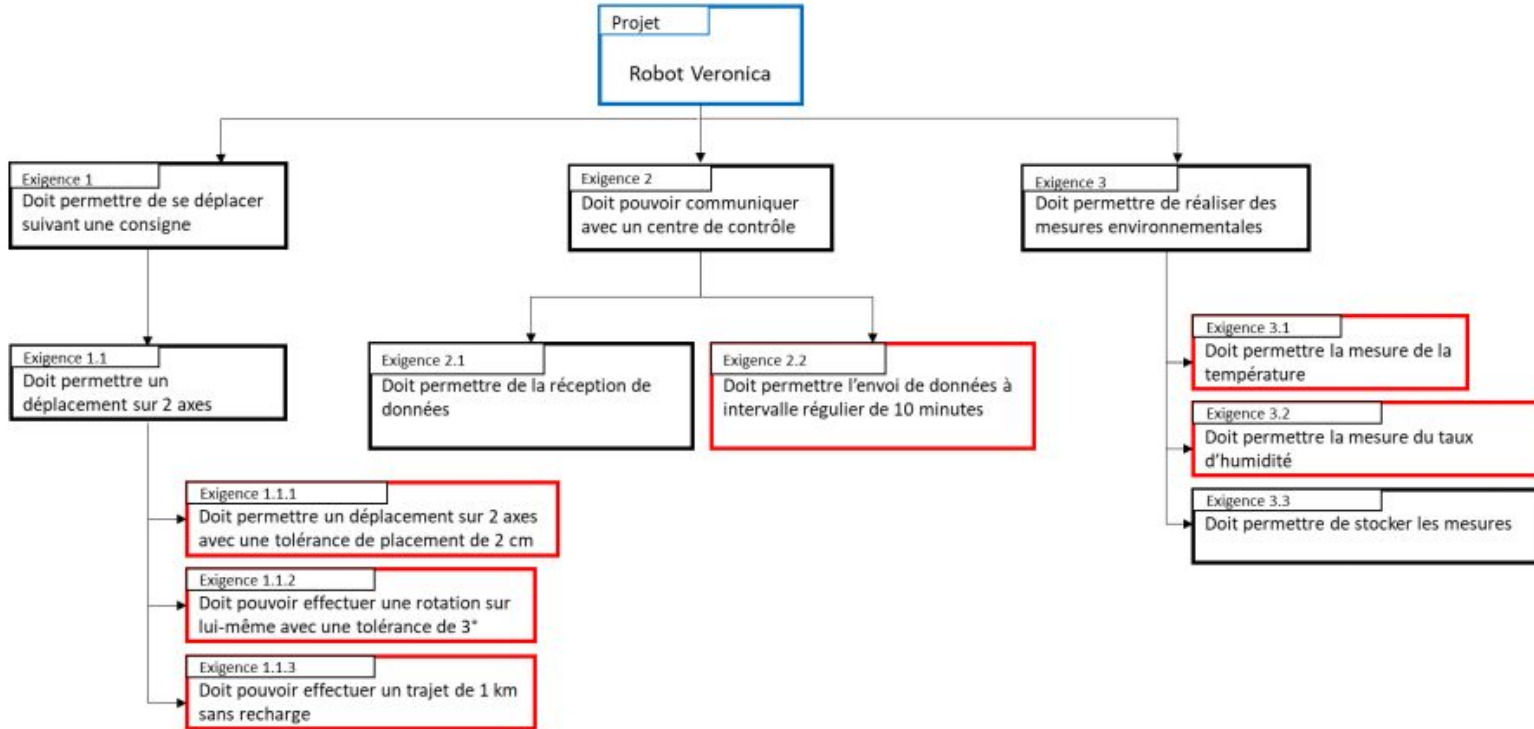 Projet
Robot Veronica
Exigence 1
Doit permettre de se déplacer
suivant une consigne
Exigence 2
Doit pouvoir communiquer
avec un centre de contrôle
Exigence 3
Doit permettre de réaliser des
mesures environnementales
Exigence 1.1
Doit permettre un
déplacement sur 2 axes
Exigence 2.1
Doit permettre de la réception de
données
Exigence 2.2
Doit permettre l'envoi de données à
intervalle régulier de 10 minutes
Exigence 3.1
Doit permettre la mesure de la
température
Exigence 3.2
Doit permettre la mesure du taux
d'humidité
Exigence 3.3
Doit permettre de stocker les mesures
Exigence 1.1.1
Doit permettre un déplacement sur 2 axes
avec une tolérance de placement de 2 cm
Exigence 1.1.2
Doit pouvoir effectuer une rotation sur
lui-même avec une tolérance de 3°
Exigence 1.1.3
Doit pouvoir effectuer un trajet de 1 km
sans recharge